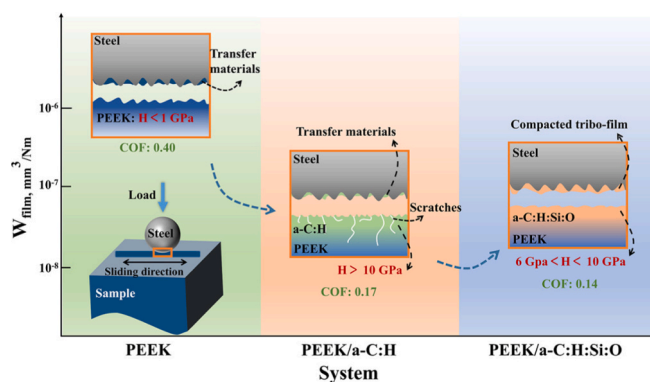 W film, mm³/Nm
10⁻⁶
10⁻⁷
10⁻⁸
Steel
Transfer
materials
PEEK: H < 1 GPa
COF: 0.40
Load
Steel
Sliding direction
Sample
Transfer materials
Steel
Scratches
a-C:H
PEEK
H > 10 GPa
COF: 0.17
Compacted tribo-film
Steel
a-C:H:Si:O
PEEK
6 Gpa < H < 10 GPa
COF: 0.14
PEEK
PEEK/a-C:H
PEEK/a-C:H:Si:O
System